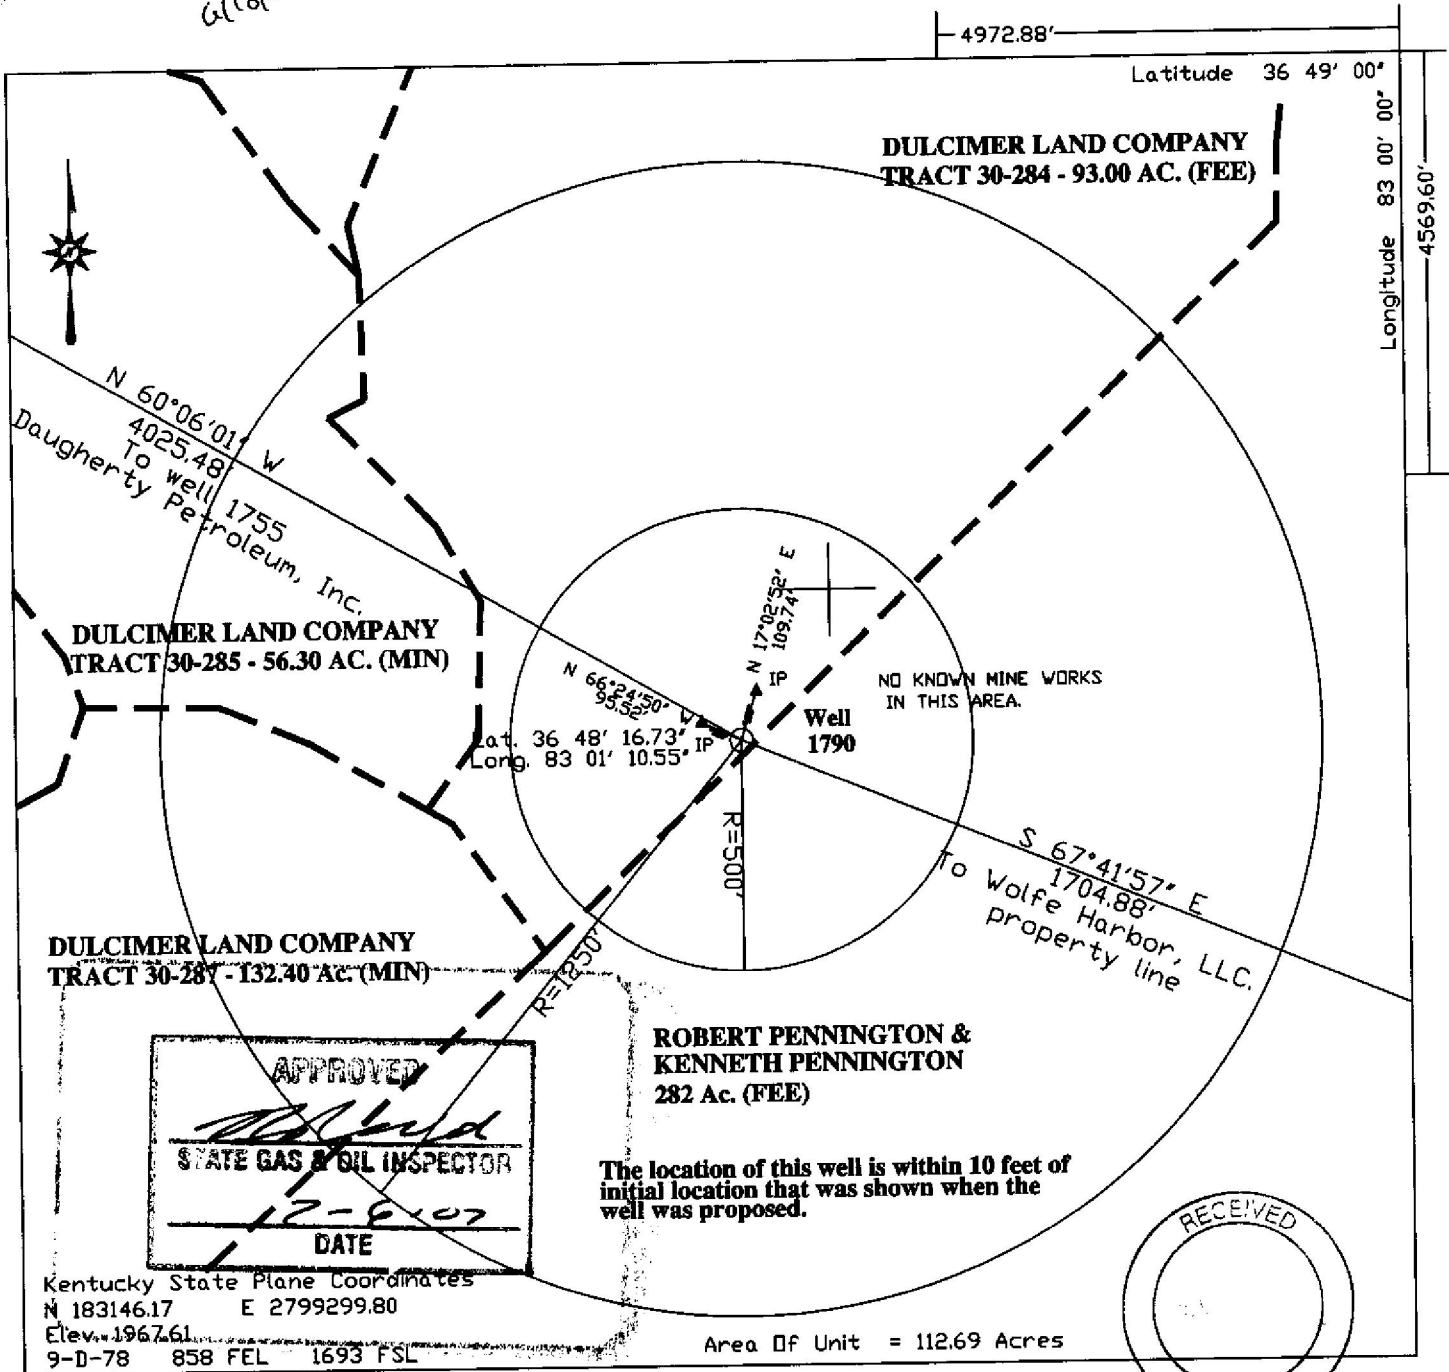 4972.88'
Latitude 36 49' 00"
Longitude 83 00' 00"
4569.60'
DULCIMER LAND COMPANY
TRACT 30-284 - 93.00 AC. (FEE)
N 60°06'01" W
4025.48'
To well 1755
Daugherty Petroleum, Inc.
DULCIMER LAND COMPANY
TRACT 30-285 - 56.30 AC. (MIN)
N 17°02'52" E
109.74'
IP
N 66°24'50" W
95.52'
IP
NO KNOWN MINE WORKS
IN THIS AREA.
Well
1790
Lat. 36 48' 16.73"
Long. 83 01' 10.55"
R=500'
S 67°41'57" E
1704.88'
To Wolfe Harbor, LLC.
property line
DULCIMER LAND COMPANY
TRACT 30-287 - 132.40 Ac. (MIN)
R=1250'
ROBERT PENNINGTON &
KENNETH PENNINGTON
282 Ac. (FEE)
APPROVED
STATE GAS & OIL INSPECTOR
12-6-07
DATE
The location of this well is within 10 feet of
initial location that was shown when the
well was proposed.
RECEIVED
Kentucky State Plane Coordinates
N 183146.17 E 2799299.80
Elev. 1967.61
9-D-78 858 FEL 1693 FSL
Area Of Unit = 112.69 Acres